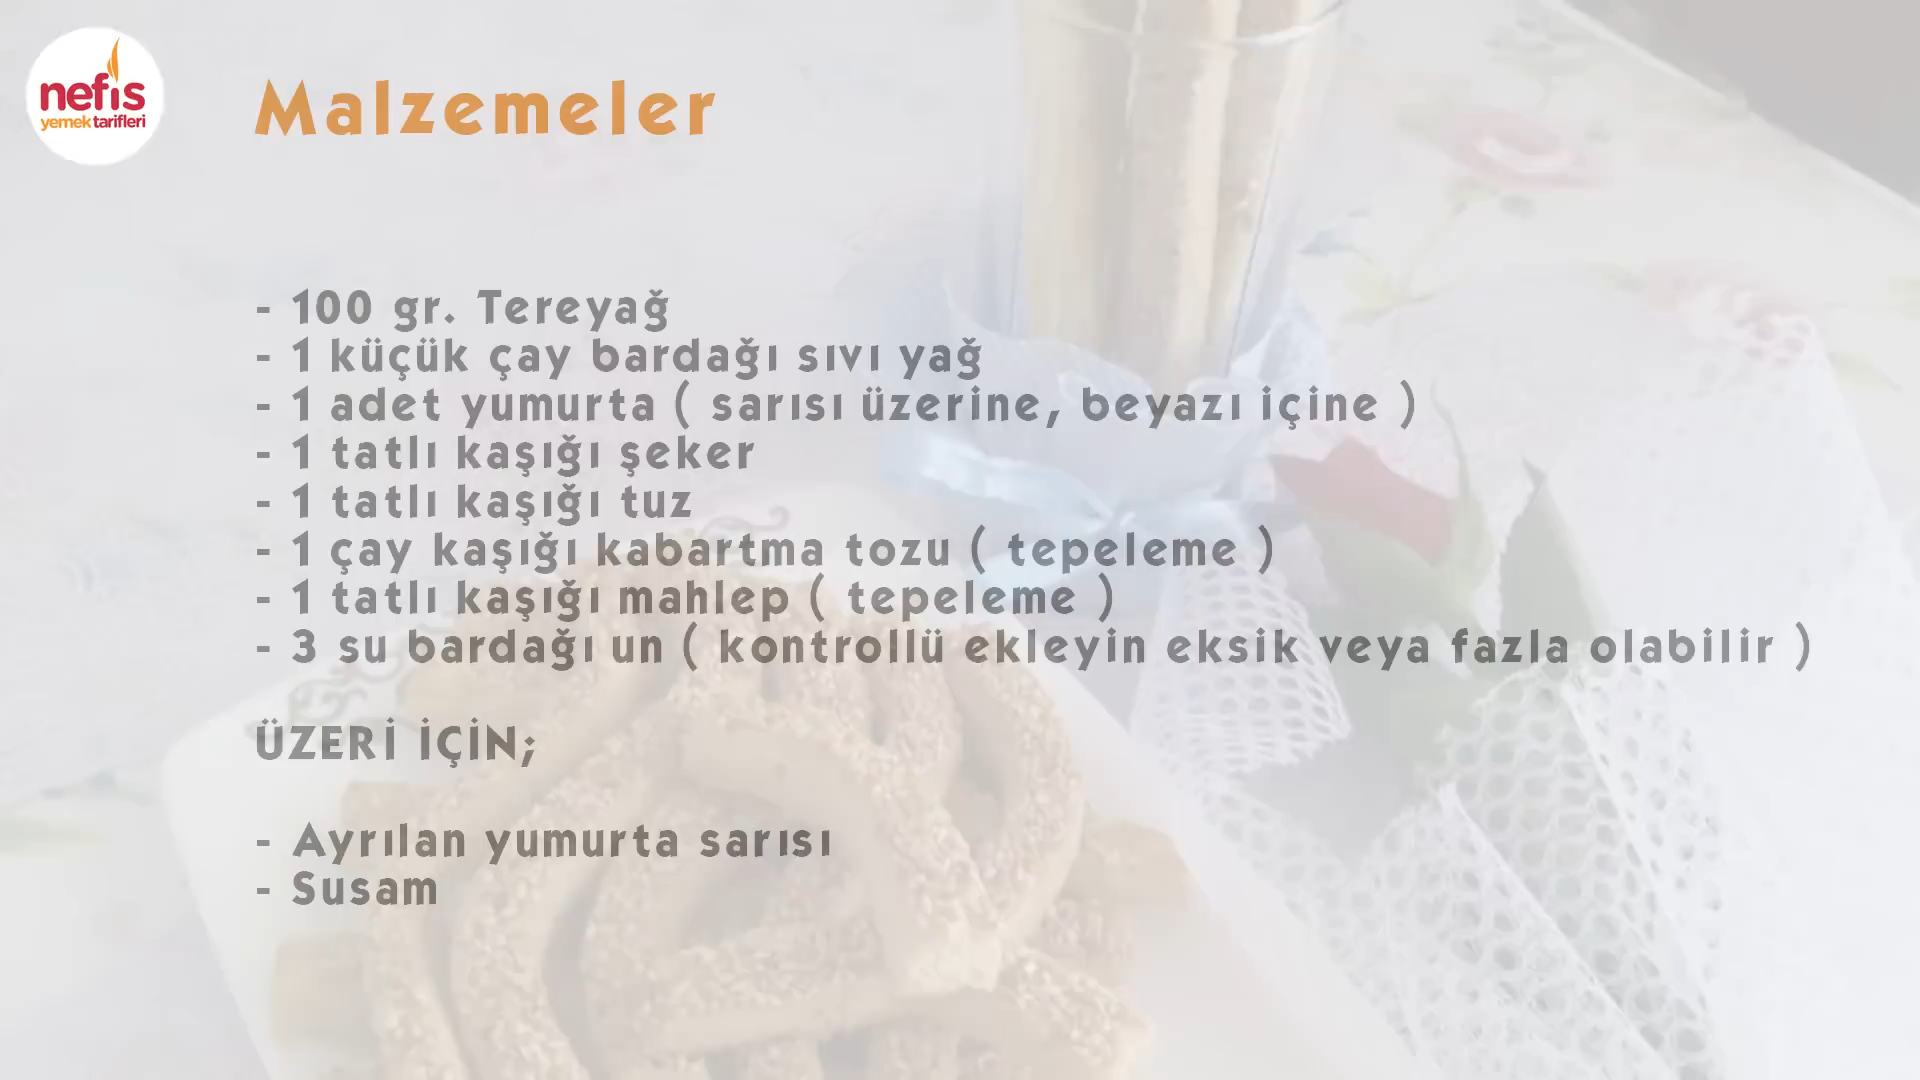 nefis
yemektarifleri
Malzemeler
- 100 gr. Tereyağ
- 1 küçük çay bardağı sıvı yağ
- 1 adet yumurta ( sarısı üzerine, beyazı içine )
- 1 tatlı kaşığı şeker
- 1 tatlı kaşığı tuz
- 1 çay kaşığı kabartma tozu ( tepeleme )
- 1 tatlı kaşığı mahlep ( tepeleme )
- 3 su bardağı un ( kontrollü ekleyin eksik veya fazla olabilir )
ÜZERİ İÇİN;
- Ayrılan yumurta sarısı
- Susam